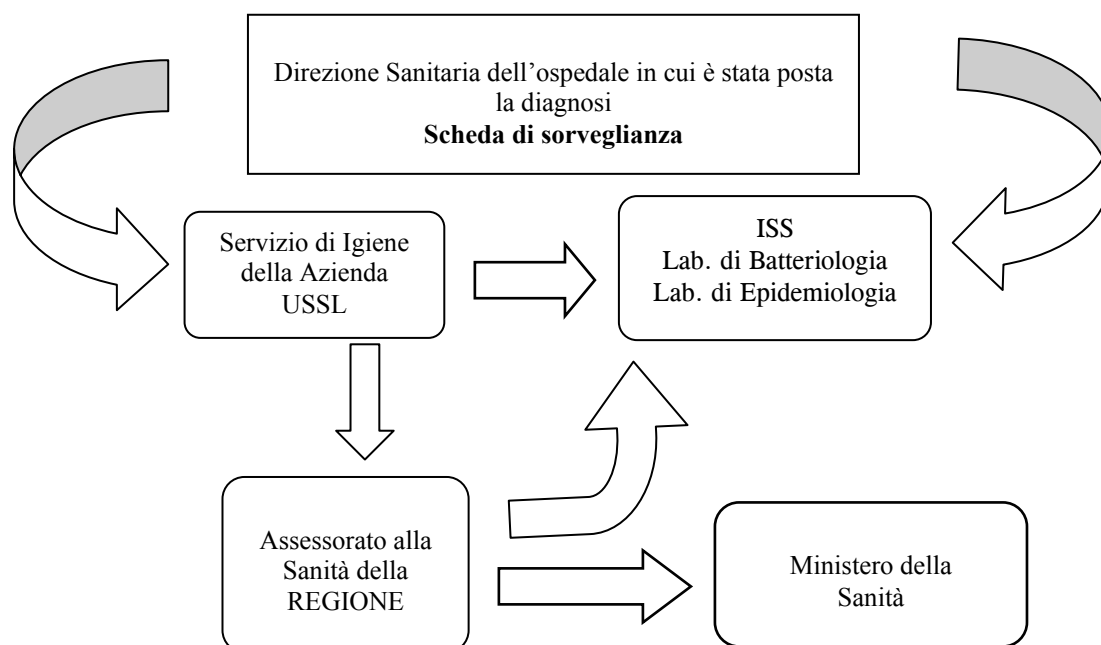 Direzione Sanitaria dell’ospedale in cui è stata posta
la diagnosi
Scheda di sorveglianza
Servizio di Igiene
della Azienda
USSL
ISS
Lab. di Batteriologia
Lab. di Epidemiologia
Assessorato alla
Sanità della
REGIONE
Ministero della
Sanità